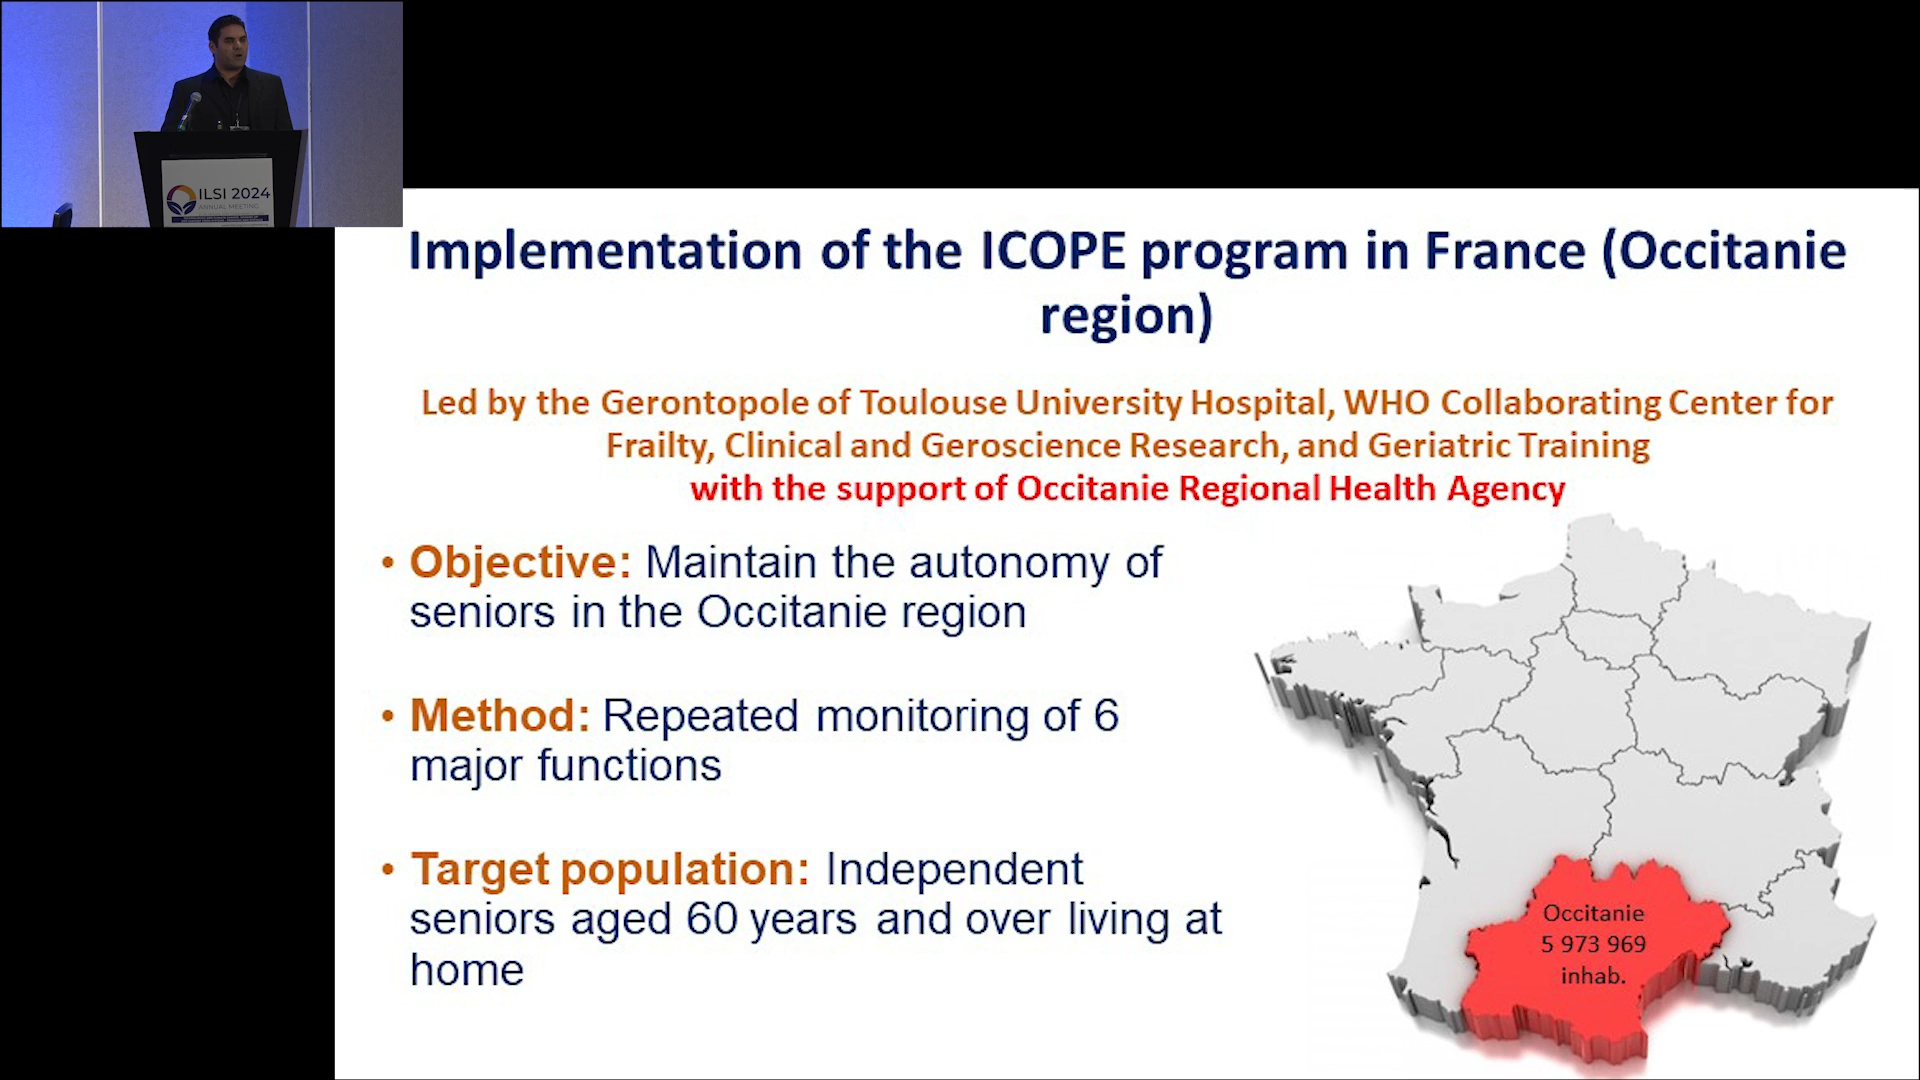 ILSI 2024
ANNUAL MEETING
Implementation of the ICOPE program in France (Occitanie
region)
Led by the Gerontopole of Toulouse University Hospital, WHO Collaborating Center for
Frailty, Clinical and Geroscience Research, and Geriatric Training
with the support of Occitanie Regional Health Agency
• Objective: Maintain the autonomy of
seniors in the Occitanie region
• Method: Repeated monitoring of 6
major functions
• Target population: Independent
seniors aged 60 years and over living at
home
Occitanie
5 973 969
inhab.